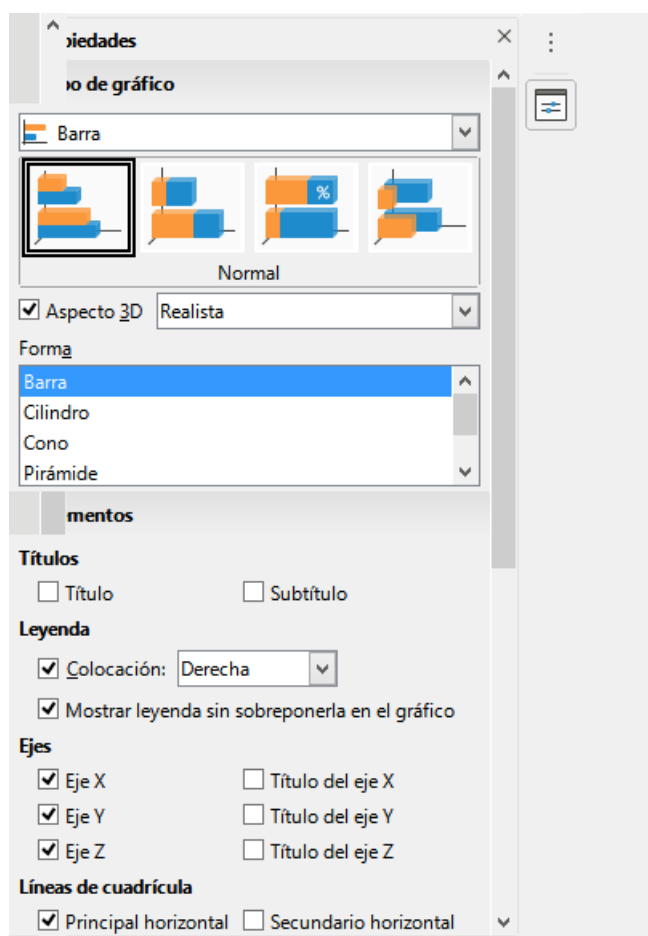 piedades
po de gráfico
Barra
%
Normal
Aspecto 3D Realista
Forma
Barra
Cilindro
Cono
Pirámide
mentos
Títulos
Título Subtítulo
Leyenda
Colocación: Derecha
Mostrar leyenda sin sobreponerla en el gráfico
Ejes
Eje X Título del eje X
Eje Y Título del eje Y
Eje Z Título del eje Z
Líneas de cuadrícula
Principal horizontal Secundario horizontal